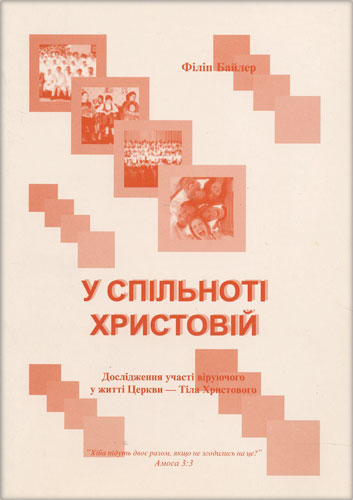 Філіп Байлер
У СПІЛЬНОТІ
ХРИСТОВІЙ
Дослідження участі віруючого
у житті Церкви — Тіла Христового
"Хіба підуть двоє разом, якщо не згодились на це?"
Амоса 3:3